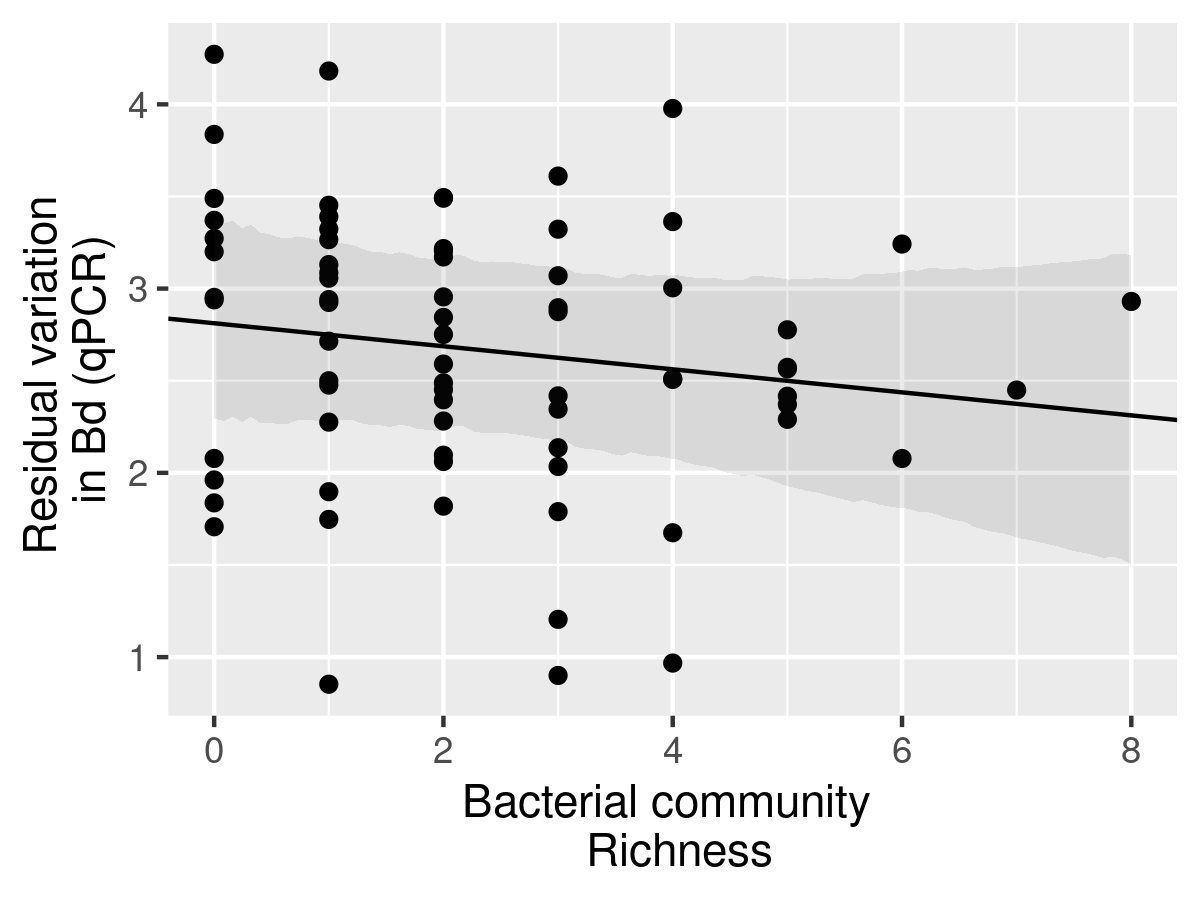 Residual variation
in Bd (qPCR)
4
3
2
1
0 2 4 6 8
Bacterial community
Richness